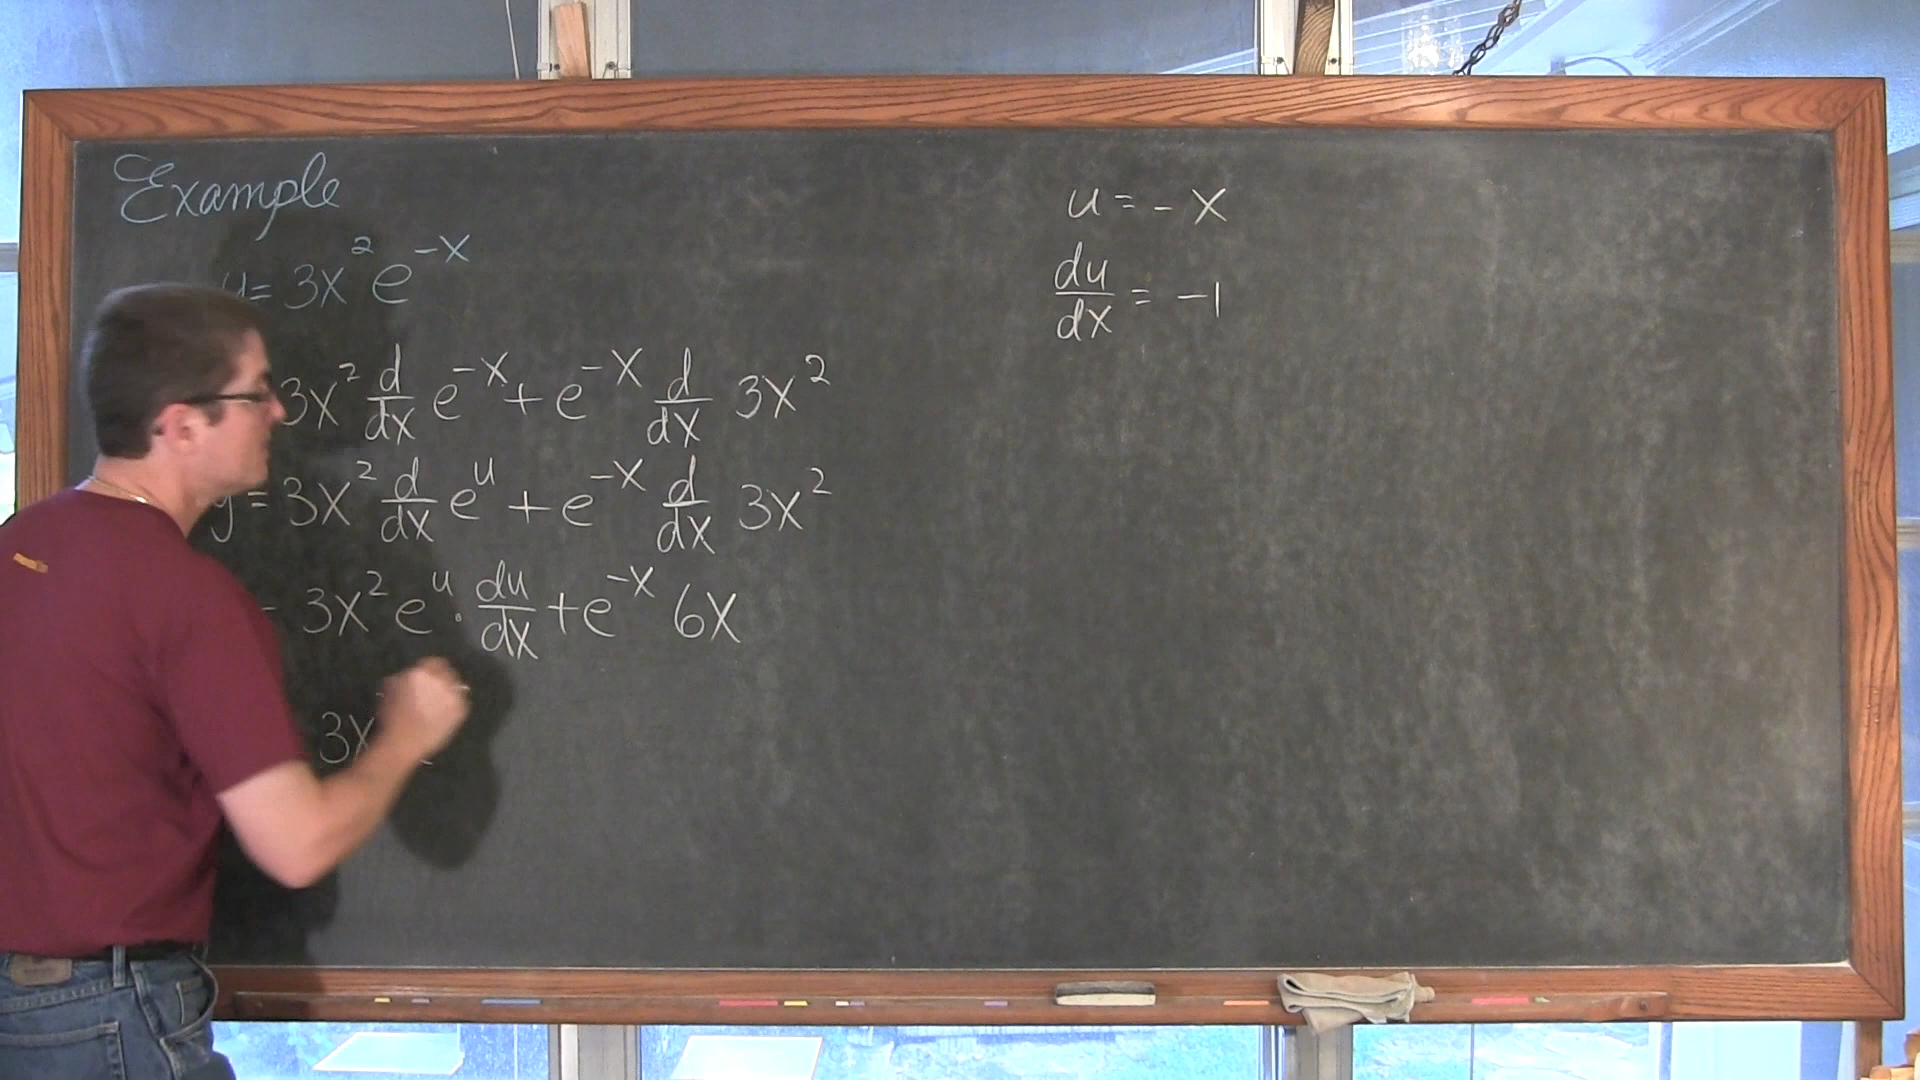 Example
y = 3x² e^-x
3x² d/dx e^-x + e^-x d/dx 3x²
y = 3x² d/dx e^u + e^-x d/dx 3x²
= 3x² e^u · du/dx + e^-x 6x
3x
u = -x
du/dx = -1